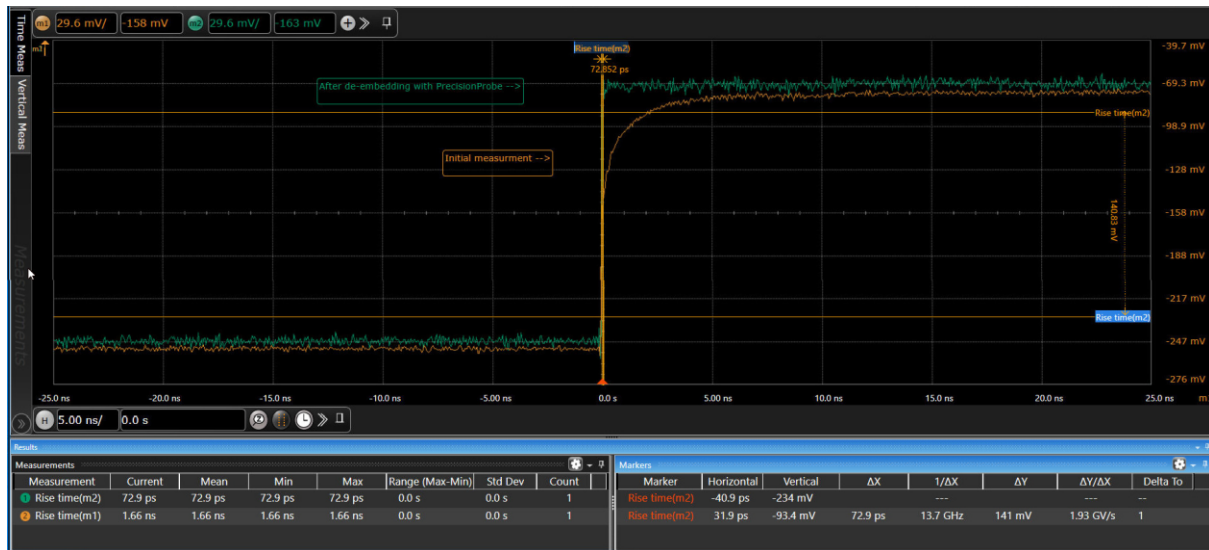 Time Meas
Vertical Meas
Measurements
m1 29.6 mV/ -158 mV m2 29.6 mV/ -163 mV
m1
Rise time(m2)
72.852 ps
After de-embedding with PrecisionProbe -->
Initial measurment -->
-39.7 mV
-69.3 mV
Rise time(m2)
-98.9 mV
-128 mV
140.83 mV
-158 mV
-188 mV
-217 mV
Rise time(m2)
-247 mV
-276 mV
-25.0 ns -20.0 ns -15.0 ns -10.0 ns -5.00 ns 0.0 s 5.00 ns 10.0 ns 15.0 ns 20.0 ns 25.0 ns
H 5.00 ns/ 0.0 s
Results
Measurements
Measurement Current Mean Min Max Range (Max-Min) Std Dev Count
1 Rise time(m2) 72.9 ps 72.9 ps 72.9 ps 72.9 ps 0.0 s 0.0 s 1
2 Rise time(m1) 1.66 ns 1.66 ns 1.66 ns 1.66 ns 0.0 s 0.0 s 1
Markers
Marker Horizontal Vertical ΔX 1/ΔX ΔY ΔY/ΔX Delta To
Rise time(m2) -40.9 ps -234 mV --- --- --
Rise time(m2) 31.9 ps -93.4 mV 72.9 ps 13.7 GHz 141 mV 1.93 GV/s 1